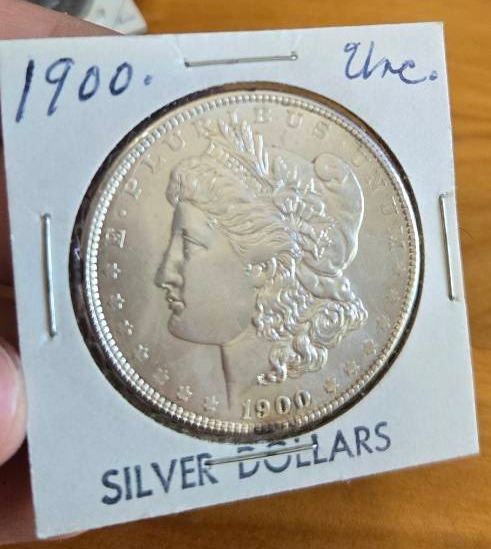 1900. Unc.
E·PLURIBUS·UNUM
LIBERTY
1900
SILVER DOLLARS